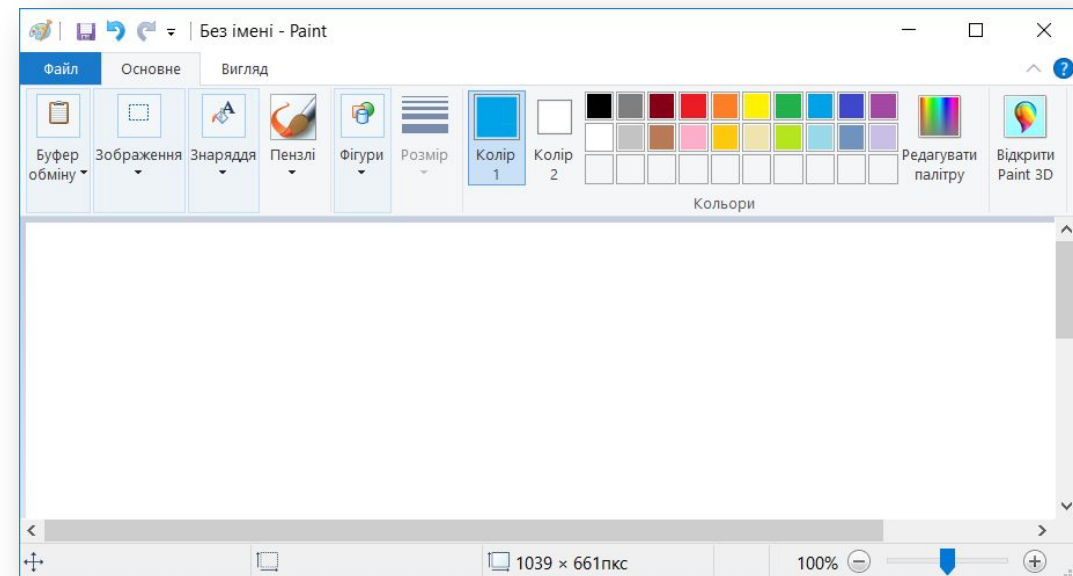 Без імені - Paint
Файл Основне Вигляд
Буфер обміну
Зображення
Знаряддя
Пензлі
Фігури
Розмір
Колір 1
Колір 2
Редагувати палітру
Відкрити Paint 3D
Кольори
1039 × 661пкс
100%